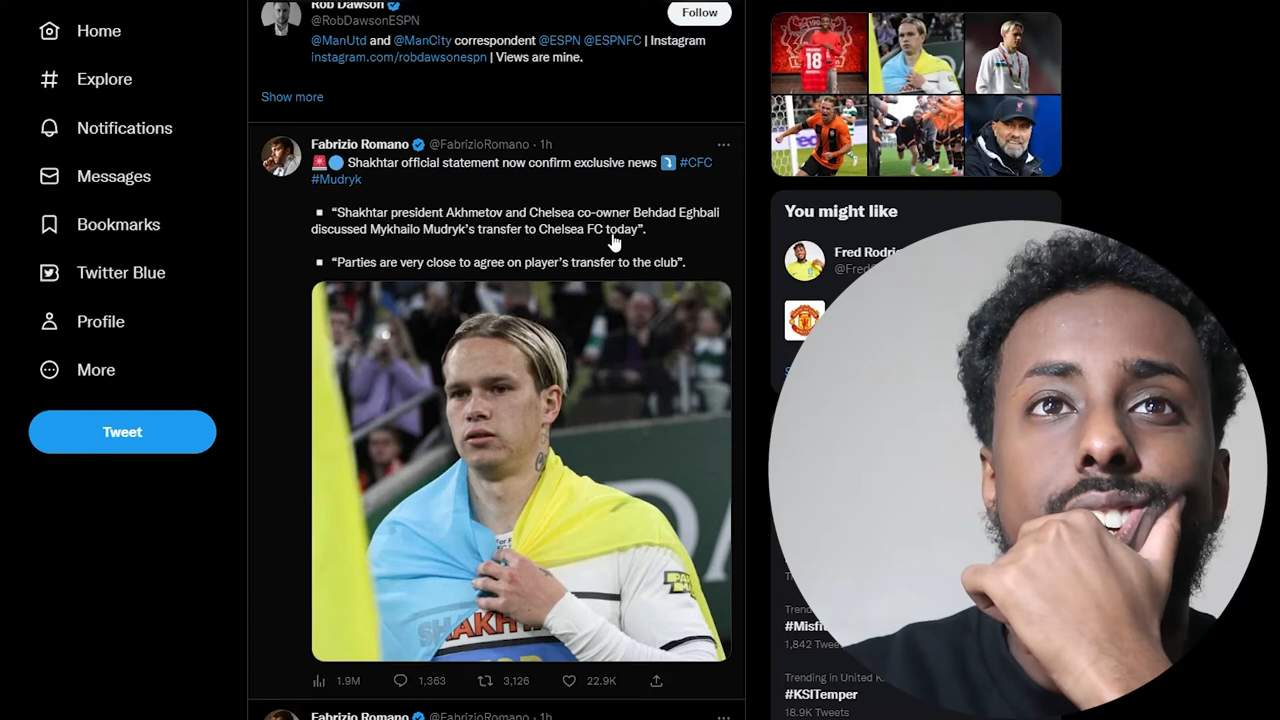 Home
Explore
Notifications
Messages
Bookmarks
Twitter Blue
Profile
More
Tweet
Rob Dawson
@RobDawsonESPN
Follow
@ManUtd and @ManCity correspondent @ESPN @ESPNFC | Instagram
instagram.com/robdawsonespn | Views are mine.
Show more
Fabrizio Romano @FabrizioRomano · 1h
Shakhtar official statement now confirm exclusive news #CFC
#Mudryk
▪ “Shakhtar president Akhmetov and Chelsea co-owner Behdad Eghbali
discussed Mykhailo Mudryk’s transfer to Chelsea FC today”.
▪ “Parties are very close to agree on player’s transfer to the club”.
SHAKHT
1.9M 1,363 3,126 22.9K
Fabrizio Romano @FabrizioRomano · 1h
18
You might like
Fred Rodri
@Fred
Trend
#Misfi
1,842 Twee
Trending in United K
#KSITemper
18.9K Tweets